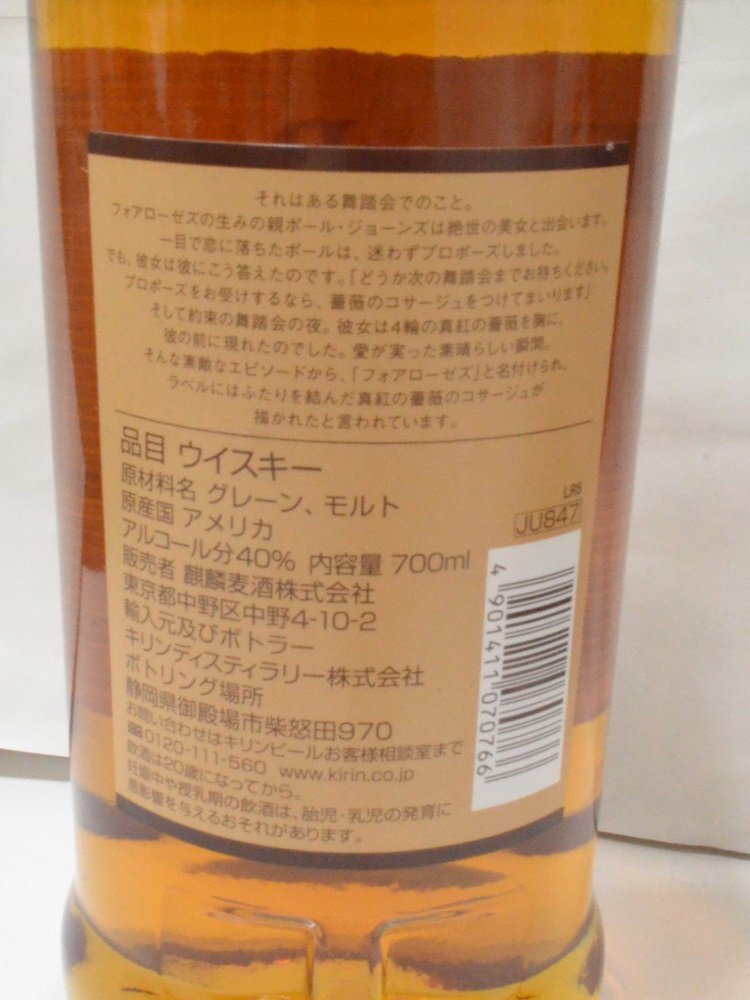 それはある舞踏会でのこと。
フォアローゼズの生みの親ポール・ジョーンズは絶世の美女と出会います。
一目で恋に落ちたポールは、迷わずプロポーズしました。
でも、彼女は彼にこう答えたのです。「どうか次の舞踏会までお待ちください。
プロポーズをお受けするなら、薔薇のコサージュをつけてまいります」
そして約束の舞踏会の夜。彼女は4輪の真紅の薔薇を胸に、
彼の前に現れたのでした。愛が実った素晴らしい瞬間。
そんな素敵なエピソードから、「フォアローゼズ」と名付けられ、
ラベルにはふたりを結んだ真紅の薔薇のコサージュが
描かれたと言われています。
品目 ウイスキー
原材料名 グレーン、モルト
原産国 アメリカ
アルコール分40% 内容量 700ml
販売者 麒麟麦酒株式会社
東京都中野区中野4-10-2
輸入元及びボトラー
キリンディスティラリー株式会社
ボトリング場所
静岡県御殿場市柴怒田970
お問い合わせはキリンビールお客様相談室まで
0120-111-560 www.kirin.co.jp
飲酒は20歳になってから。
妊娠中や授乳期の飲酒は、胎児・乳児の発育に
悪影響を与えるおそれがあります。
LR5
JU847
4901411070766